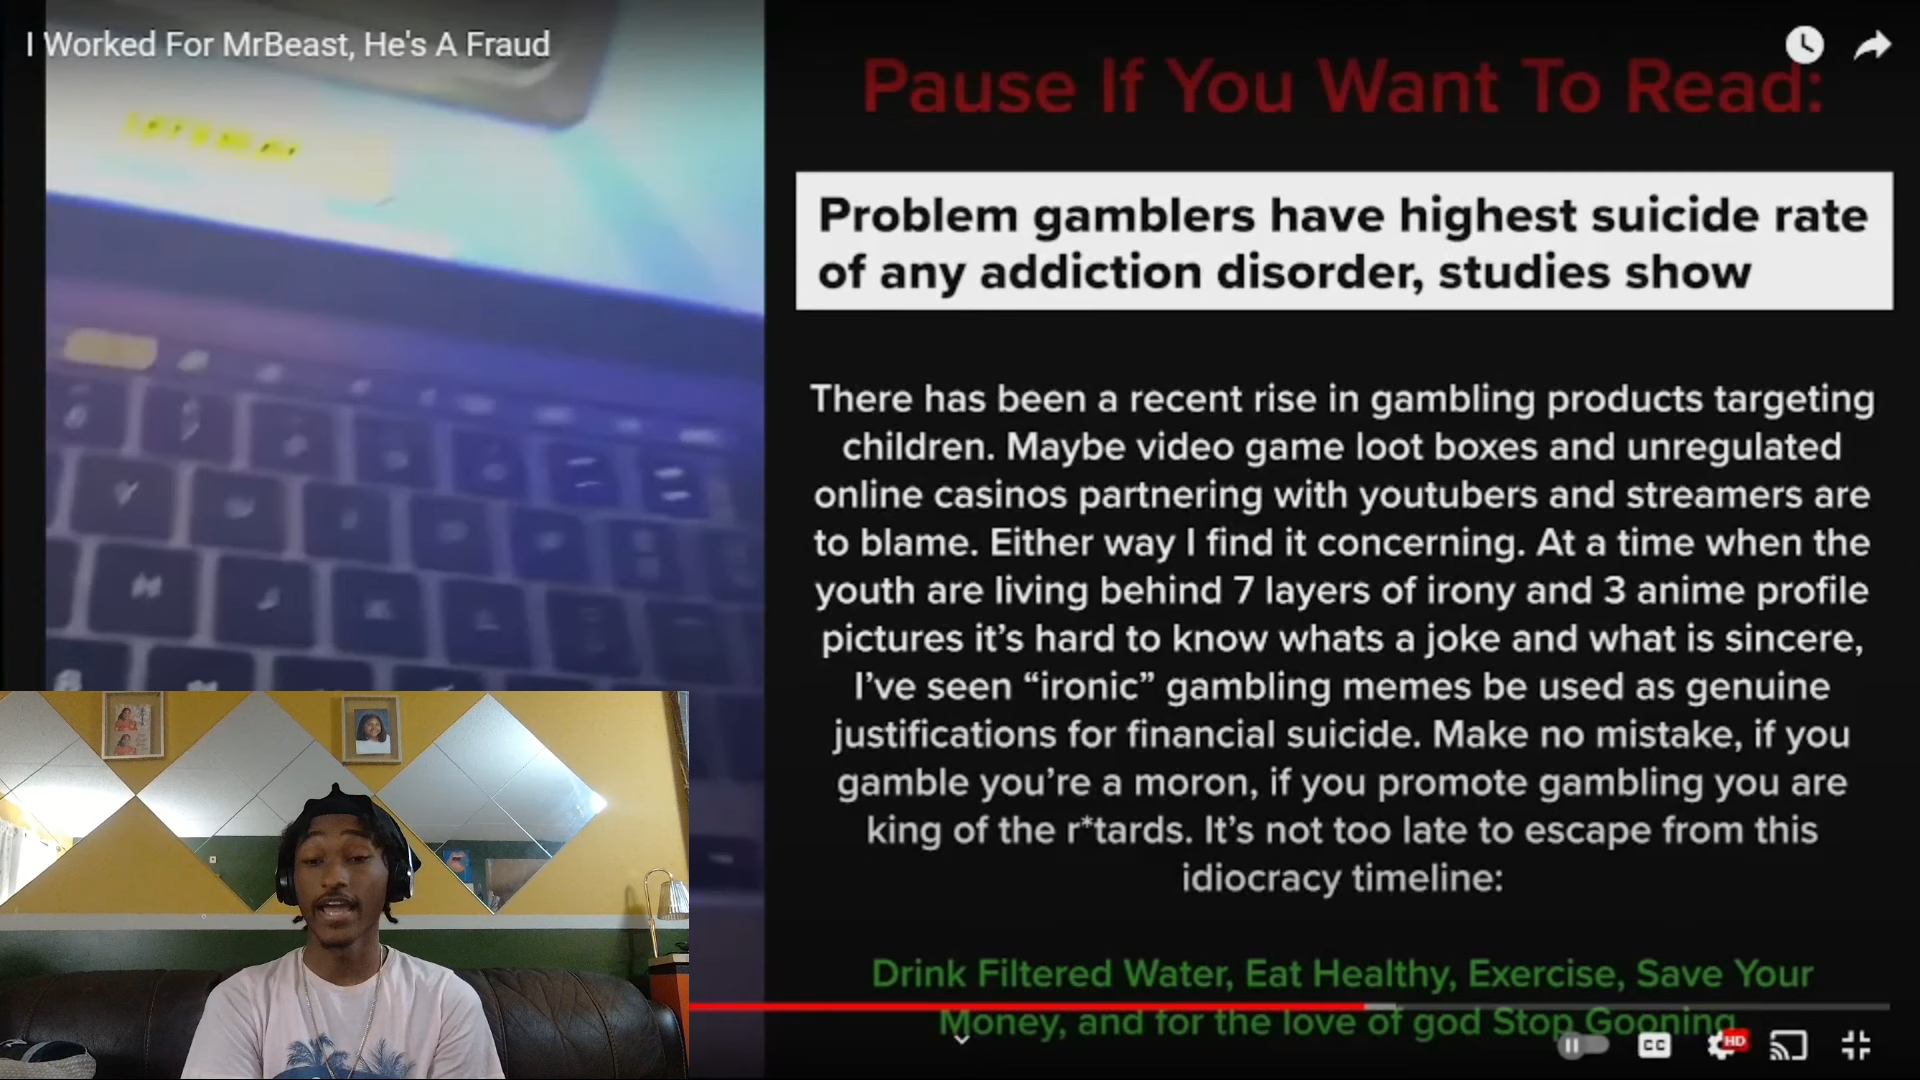 I Worked For MrBeast, He's A Fraud
Pause If You Want To Read:
Problem gamblers have highest suicide rate
of any addiction disorder, studies show
There has been a recent rise in gambling products targeting
children. Maybe video game loot boxes and unregulated
online casinos partnering with youtubers and streamers are
to blame. Either way I find it concerning. At a time when the
youth are living behind 7 layers of irony and 3 anime profile
pictures it’s hard to know whats a joke and what is sincere,
I’ve seen “ironic” gambling memes be used as genuine
justifications for financial suicide. Make no mistake, if you
gamble you’re a moron, if you promote gambling you are
king of the r*tards. It’s not too late to escape from this
idiocracy timeline:
Drink Filtered Water, Eat Healthy, Exercise, Save Your
Money, and for the love of god Stop Gooning
CC
HD